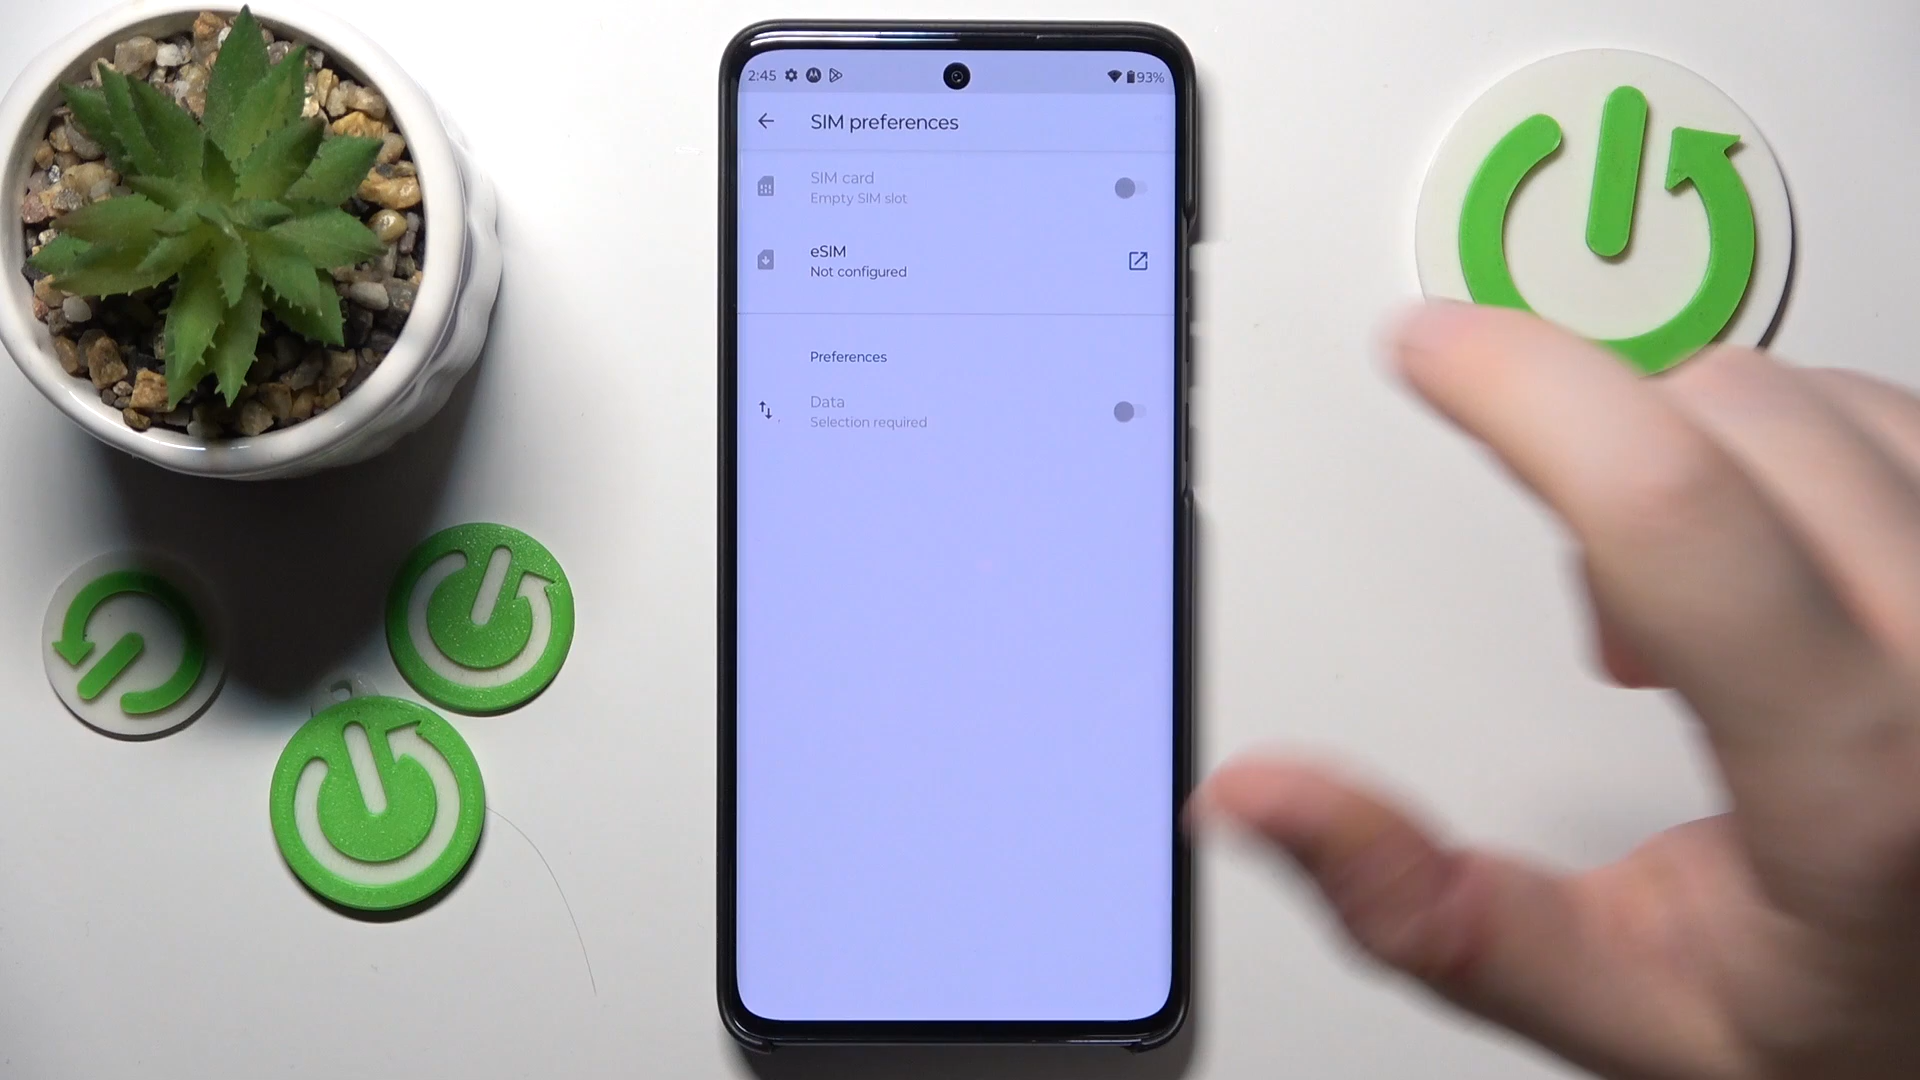 2:45 93%
SIM preferences
SIM card
Empty SIM slot
eSIM
Not configured
Preferences
Data
Selection required